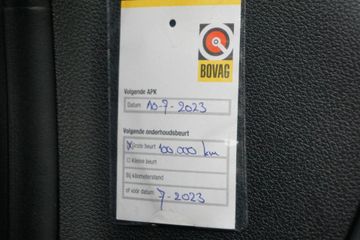 BOVAG
Volgende APK
Datum 10-7-2023
Volgende onderhoudsbeurt
Grote beurt 100.000 km
Kleine beurt
Bij kilometerstand
of vóór datum 7-2023